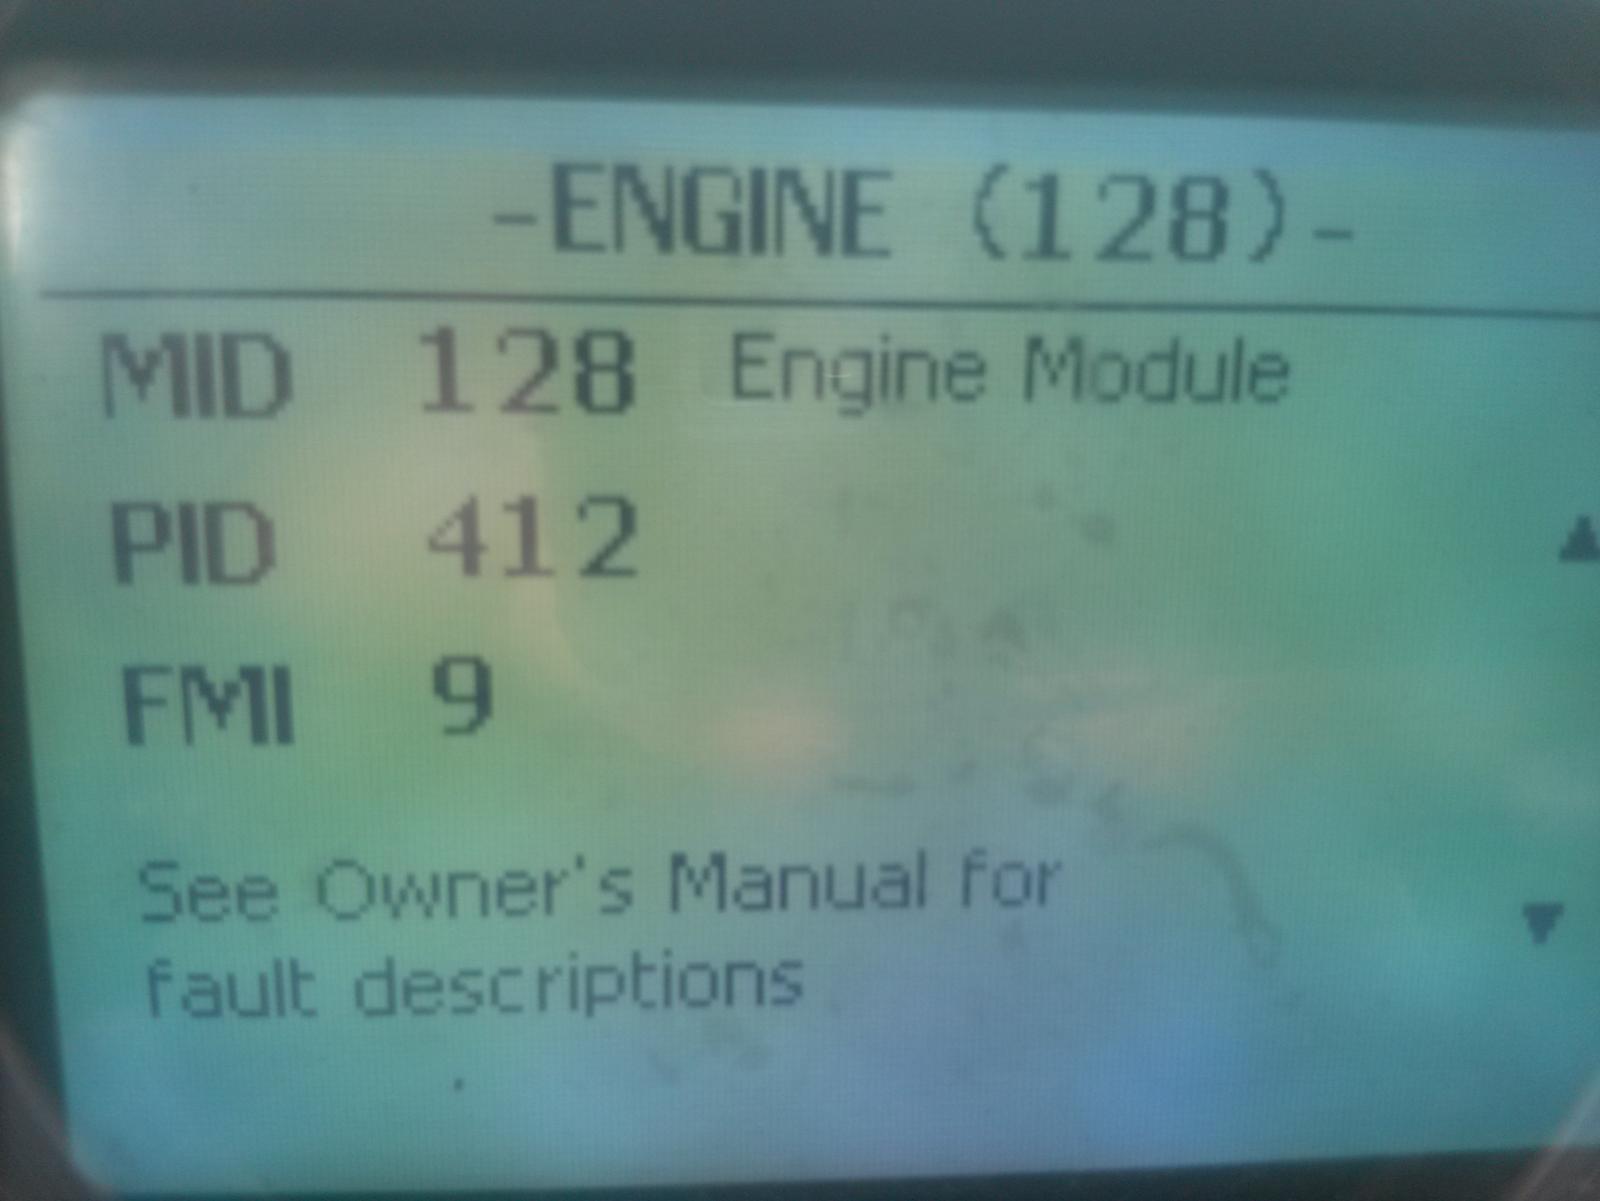 -ENGINE (128)-
MID 128 Engine Module
PID 412
FMI 9
See Owner's Manual for
fault descriptions